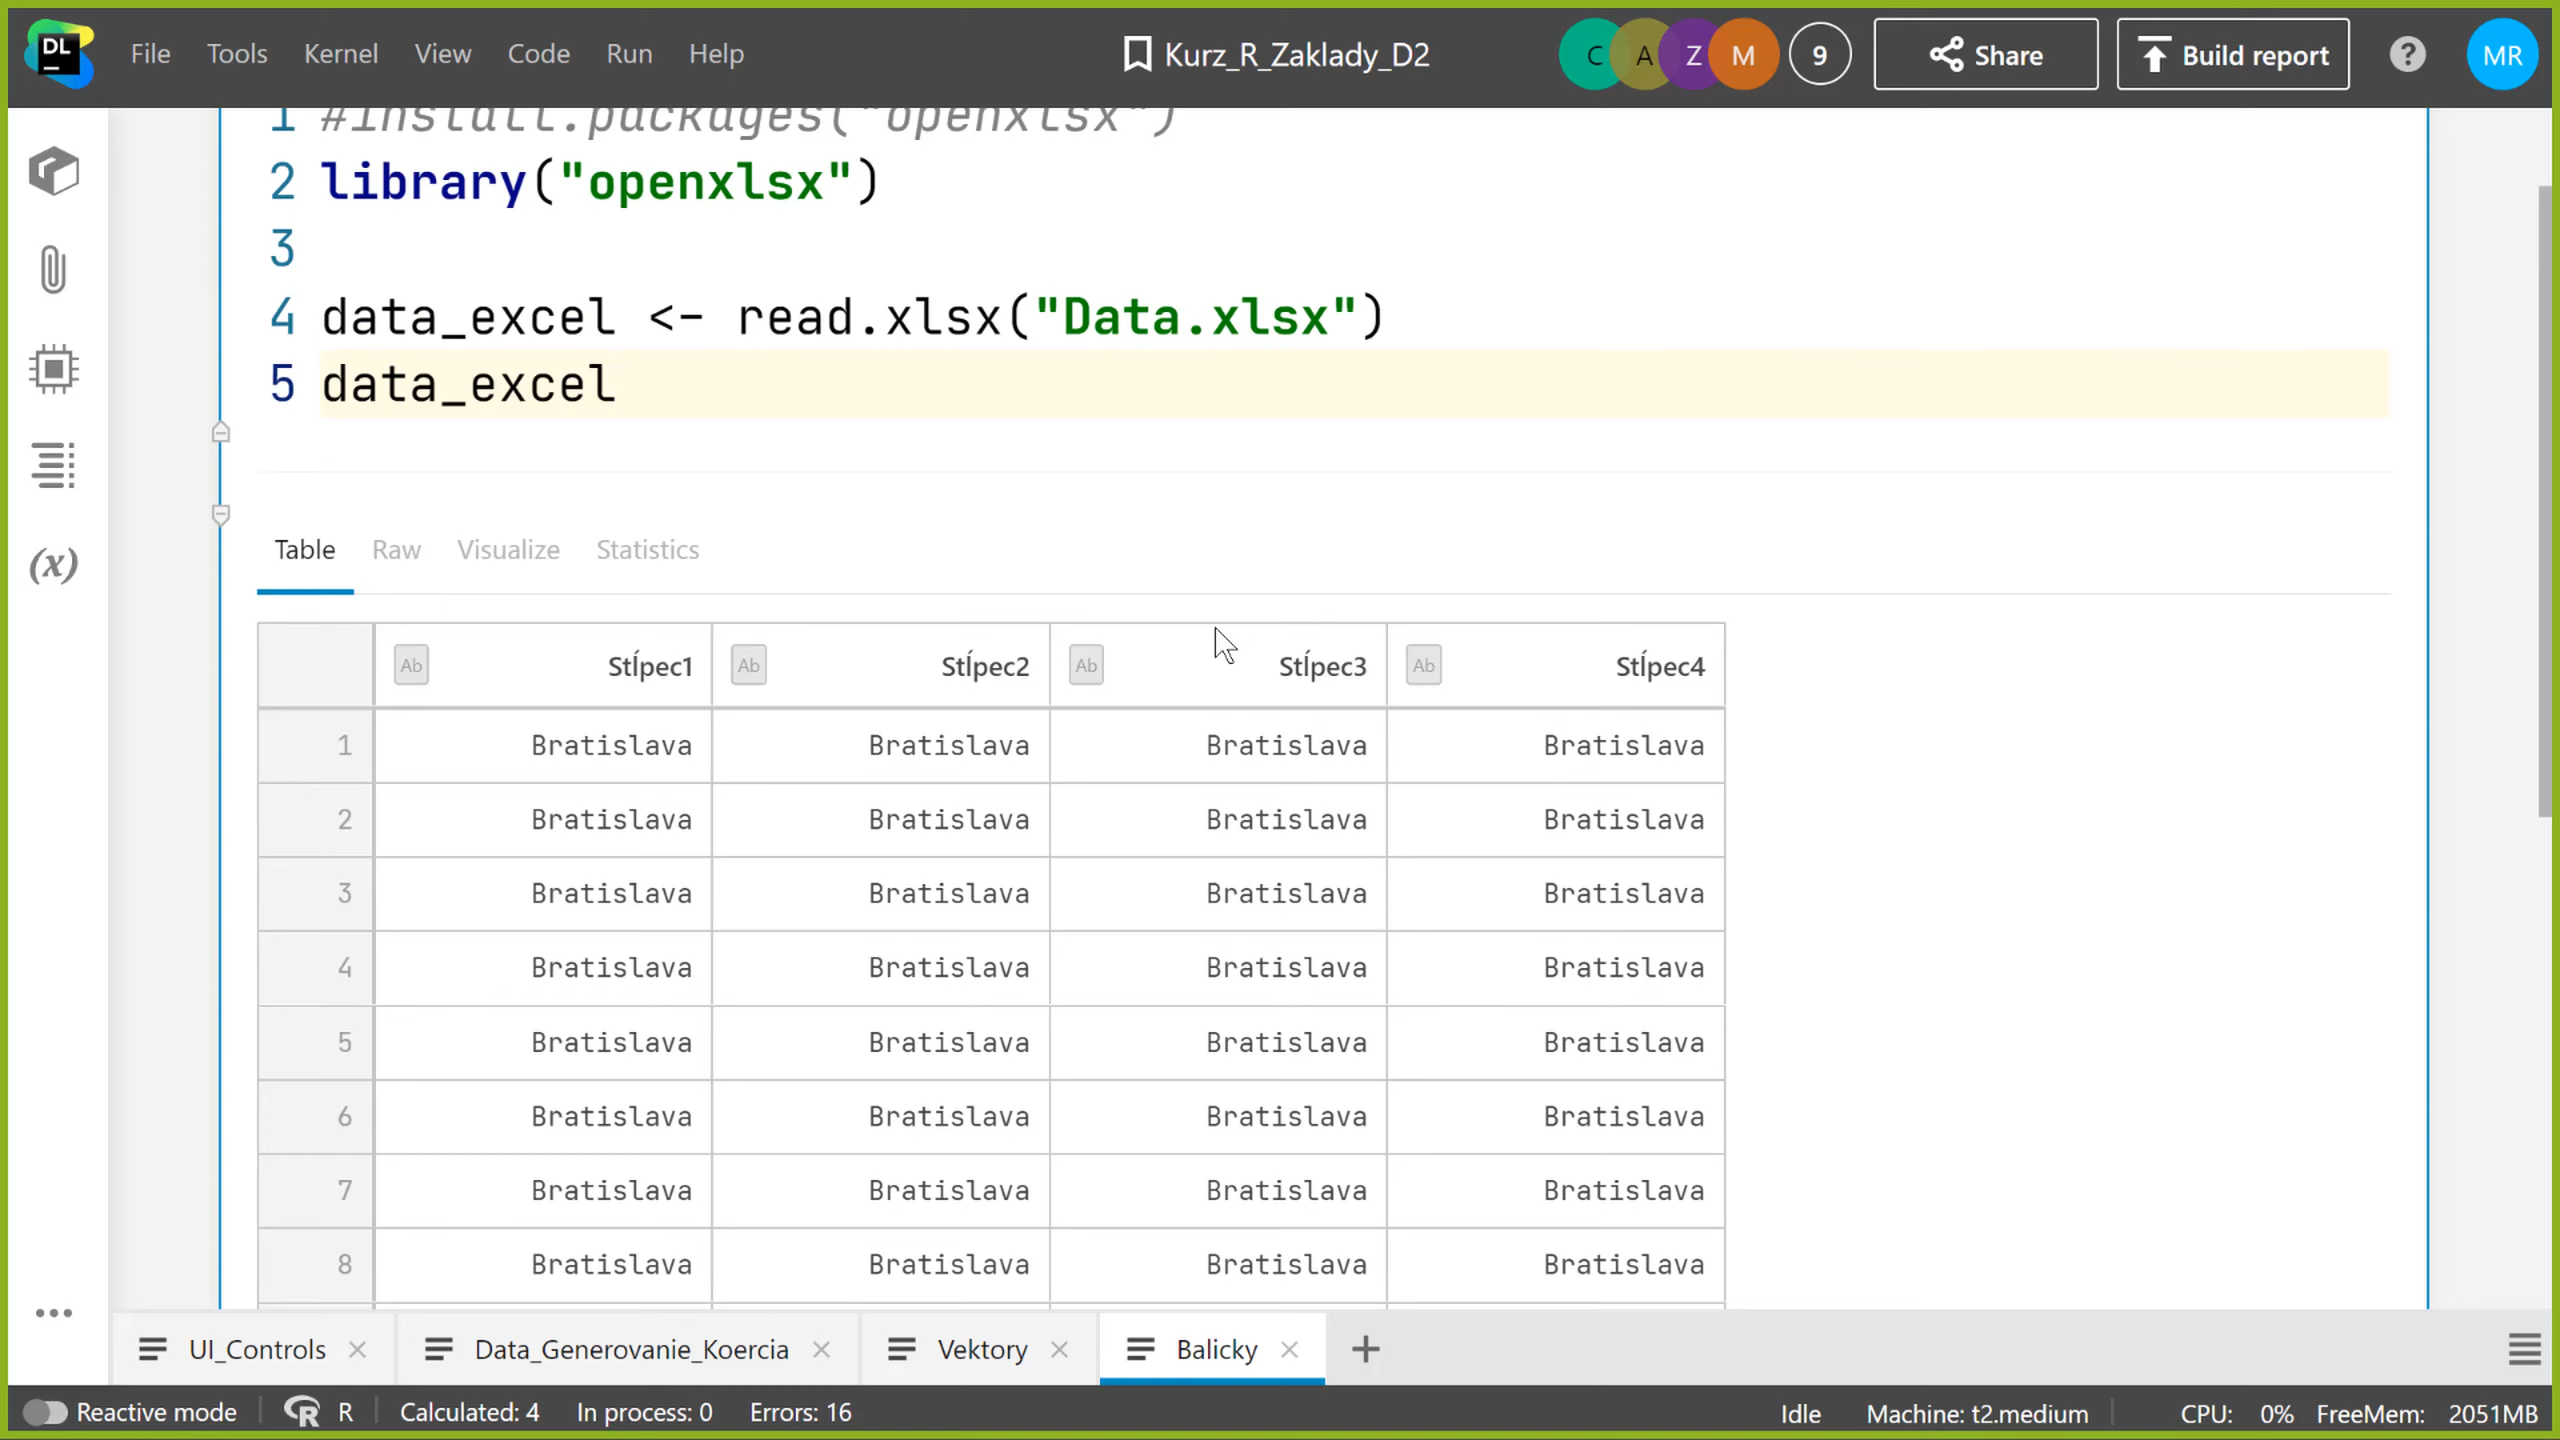 DL
File Tools Kernel View Code Run Help
Kurz_R_Zaklady_D2
C A Z M 9 Share Build report ? MR
1 #install.packages("openxlsx")
2 library("openxlsx")
3
4 data_excel <- read.xlsx("Data.xlsx")
5 data_excel
(x)
Table Raw Visualize Statistics
Ab Stĺpec1 Ab Stĺpec2 Ab Stĺpec3 Ab Stĺpec4
1 Bratislava Bratislava Bratislava Bratislava
2 Bratislava Bratislava Bratislava Bratislava
3 Bratislava Bratislava Bratislava Bratislava
4 Bratislava Bratislava Bratislava Bratislava
5 Bratislava Bratislava Bratislava Bratislava
6 Bratislava Bratislava Bratislava Bratislava
7 Bratislava Bratislava Bratislava Bratislava
8 Bratislava Bratislava Bratislava Bratislava
UI_Controls Data_Generovanie_Koercia Vektory Balicky
Reactive mode R R Calculated: 4 In process: 0 Errors: 16 Idle Machine: t2.medium CPU: 0% FreeMem: 2051MB